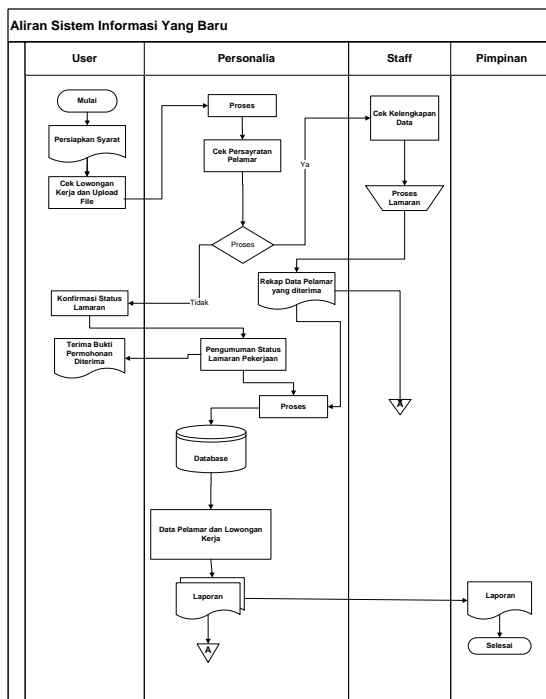 Aliran Sistem Informasi Yang Baru
User
Personalia
Staff
Pimpinan
Mulai
Persiapkan Syarat
Cek Lowongan
Kerja dan Upload
File
Proses
Cek Persayratan
Pelamar
Proses
Ya
Tidak
Cek Kelengkapan
Data
Proses
Lamaran
Rekap Data Pelamar
yang diterima
Konfirmasi Status
Lamaran
Terima Bukti
Permohonan
Diterima
Pengumuman Status
Lamaran Pekerjaan
A
Proses
Database
Data Pelamar dan Lowongan
Kerja
Laporan
A
Laporan
Selesai